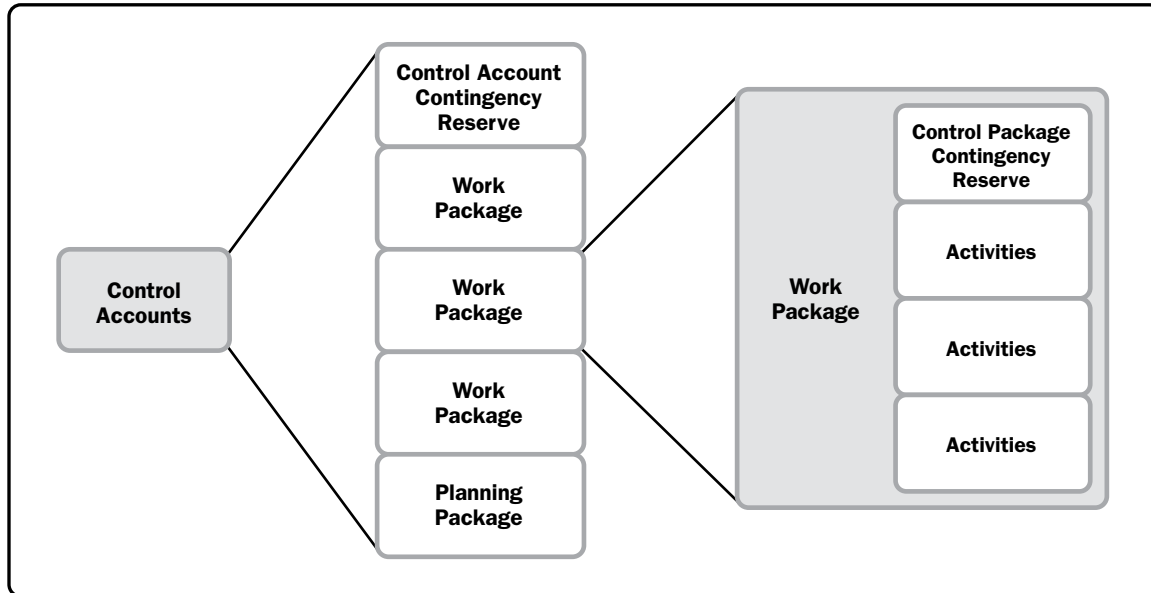 Control
Accounts
Control Account
Contingency
Reserve
Work
Package
Work
Package
Work
Package
Planning
Package
Work
Package
Control Package
Contingency
Reserve
Activities
Activities
Activities